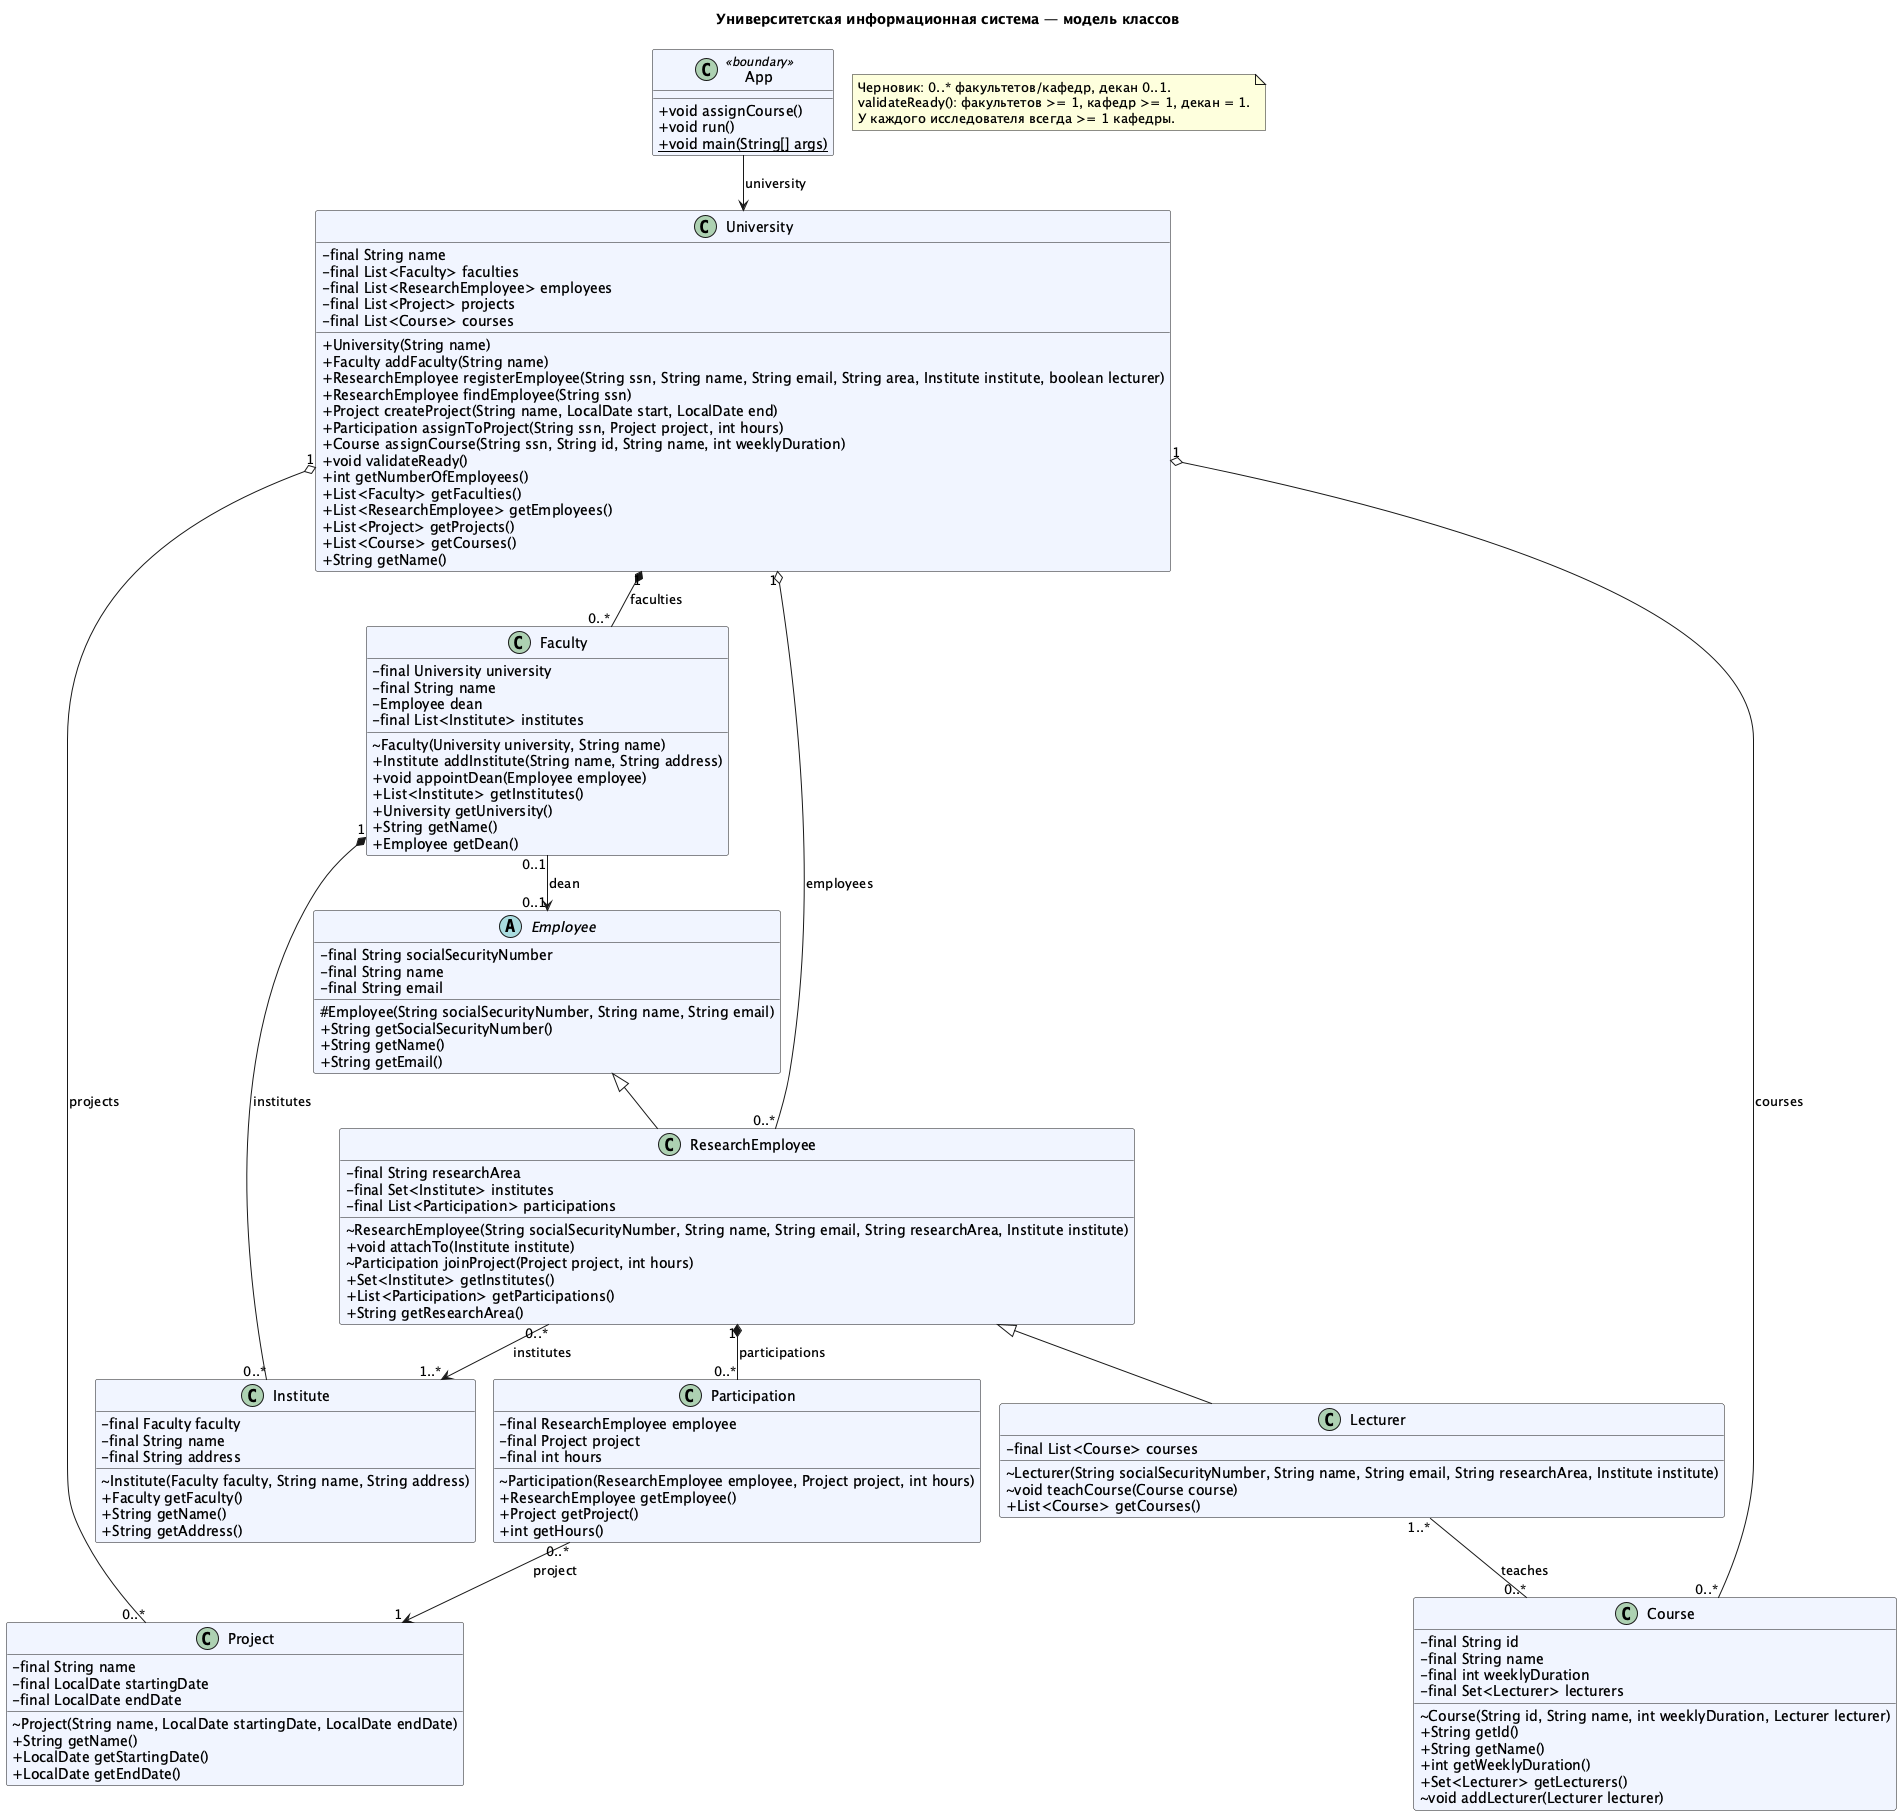 Университетская информационная система — модель классов
C
«boundary»
App
+void assignCourse()
+void run()
+void main(String[] args)
Черновик: 0..* факультетов/кафедр, декан 0..1.
validateReady(): факультетов >= 1, кафедр >= 1, декан = 1.
У каждого исследователя всегда >= 1 кафедры.
university
C University
-final String name
-final List<Faculty> faculties
-final List<ResearchEmployee> employees
-final List<Project> projects
-final List<Course> courses
+University(String name)
+Faculty addFaculty(String name)
+ResearchEmployee registerEmployee(String ssn, String name, String email, String area, Institute institute, boolean lecturer)
+ResearchEmployee findEmployee(String ssn)
+Project createProject(String name, LocalDate start, LocalDate end)
+Participation assignToProject(String ssn, Project project, int hours)
+Course assignCourse(String ssn, String id, String name, int weeklyDuration)
+void validateReady()
+int getNumberOfEmployees()
+List<Faculty> getFaculties()
+List<ResearchEmployee> getEmployees()
+List<Project> getProjects()
+List<Course> getCourses()
+String getName()
1
1
1
1
faculties
0..*
C Faculty
-final University university
-final String name
-Employee dean
-final List<Institute> institutes
~Faculty(University university, String name)
+Institute addInstitute(String name, String address)
+void appointDean(Employee employee)
+List<Institute> getInstitutes()
+University getUniversity()
+String getName()
+Employee getDean()
1
0..1
dean
0..1
employees
A Employee
-final String socialSecurityNumber
-final String name
-final String email
#Employee(String socialSecurityNumber, String name, String email)
+String getSocialSecurityNumber()
+String getName()
+String getEmail()
projects
institutes
courses
0..*
C ResearchEmployee
-final String researchArea
-final Set<Institute> institutes
-final List<Participation> participations
~ResearchEmployee(String socialSecurityNumber, String name, String email, String researchArea, Institute institute)
+void attachTo(Institute institute)
~Participation joinProject(Project project, int hours)
+Set<Institute> getInstitutes()
+List<Participation> getParticipations()
+String getResearchArea()
0..*
1
institutes
participations
0..*
1..*
0..*
C Institute
-final Faculty faculty
-final String name
-final String address
~Institute(Faculty faculty, String name, String address)
+Faculty getFaculty()
+String getName()
+String getAddress()
C Participation
-final ResearchEmployee employee
-final Project project
-final int hours
~Participation(ResearchEmployee employee, Project project, int hours)
+ResearchEmployee getEmployee()
+Project getProject()
+int getHours()
C Lecturer
-final List<Course> courses
~Lecturer(String socialSecurityNumber, String name, String email, String researchArea, Institute institute)
~void teachCourse(Course course)
+List<Course> getCourses()
0..*
project
1..*
teaches
0..*
0..*
0..*
1
C Project
-final String name
-final LocalDate startingDate
-final LocalDate endDate
~Project(String name, LocalDate startingDate, LocalDate endDate)
+String getName()
+LocalDate getStartingDate()
+LocalDate getEndDate()
C Course
-final String id
-final String name
-final int weeklyDuration
-final Set<Lecturer> lecturers
~Course(String id, String name, int weeklyDuration, Lecturer lecturer)
+String getId()
+String getName()
+int getWeeklyDuration()
+Set<Lecturer> getLecturers()
~void addLecturer(Lecturer lecturer)